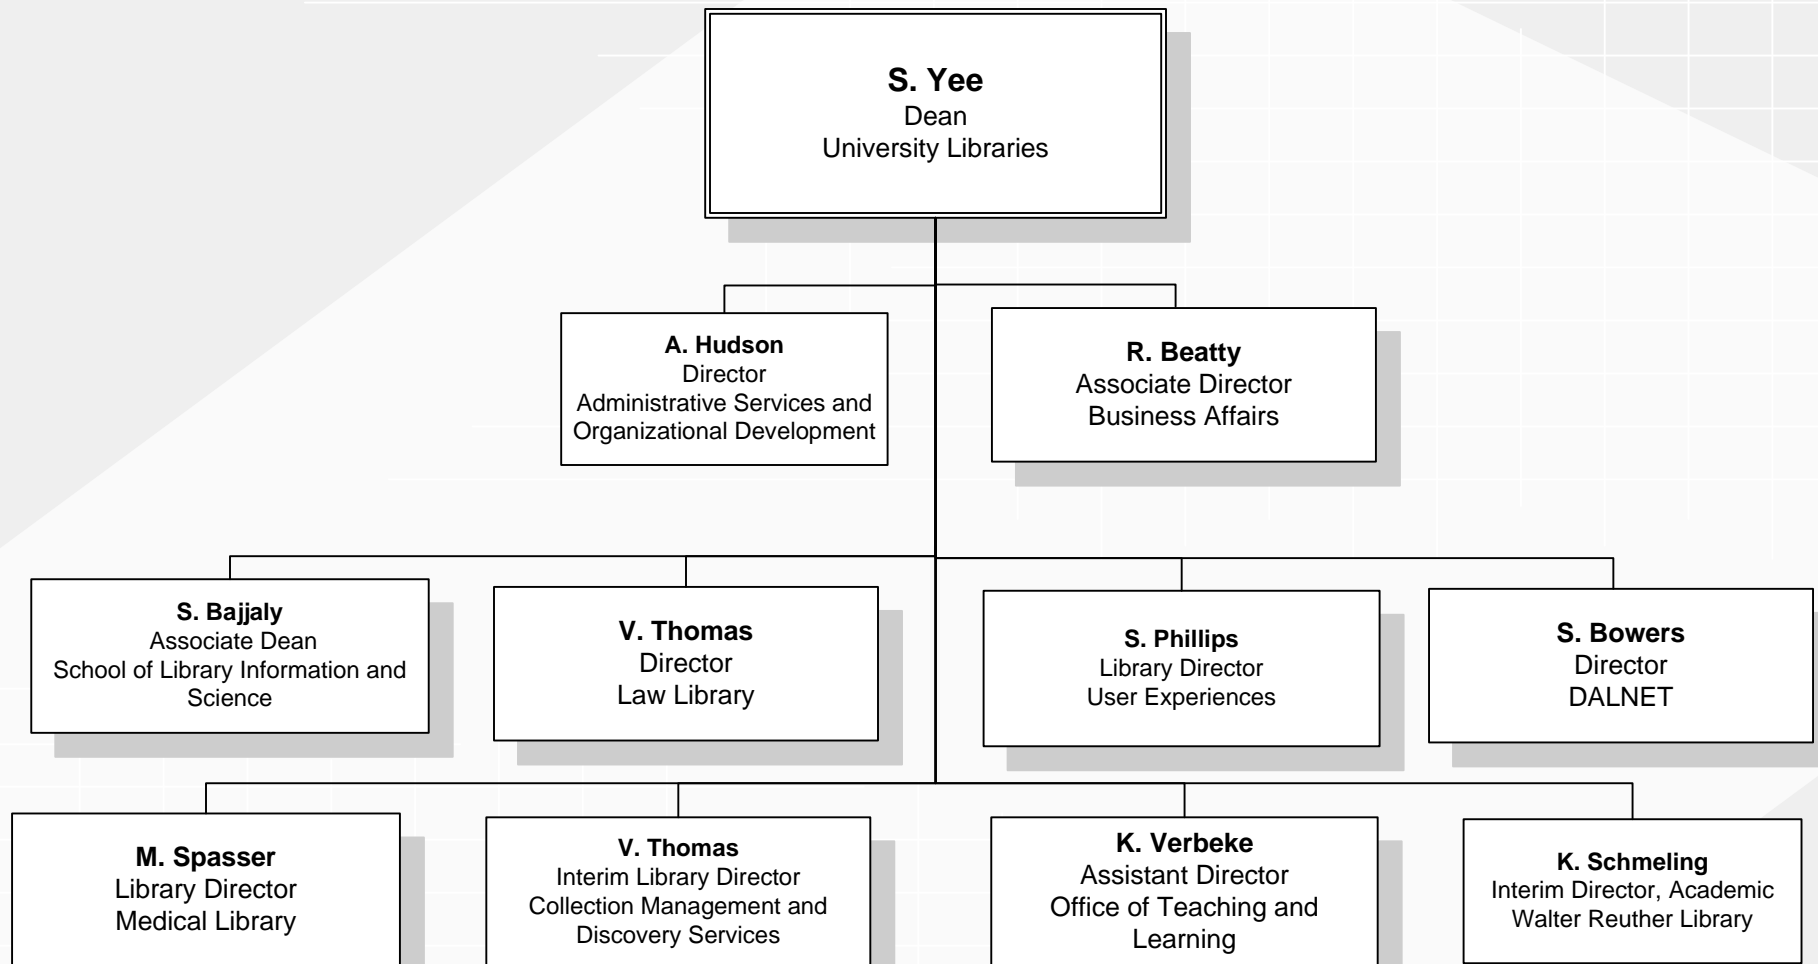 S. Yee
Dean
University Libraries
A. Hudson
Director
Administrative Services and
Organizational Development
R. Beatty
Associate Director
Business Affairs
S. Bajjaly
Associate Dean
School of Library Information and
Science
V. Thomas
Director
Law Library
S. Phillips
Library Director
User Experiences
S. Bowers
Director
DALNET
M. Spasser
Library Director
Medical Library
V. Thomas
Interim Library Director
Collection Management and
Discovery Services
K. Verbeke
Assistant Director
Office of Teaching and
Learning
K. Schmeling
Interim Director, Academic
Walter Reuther Library